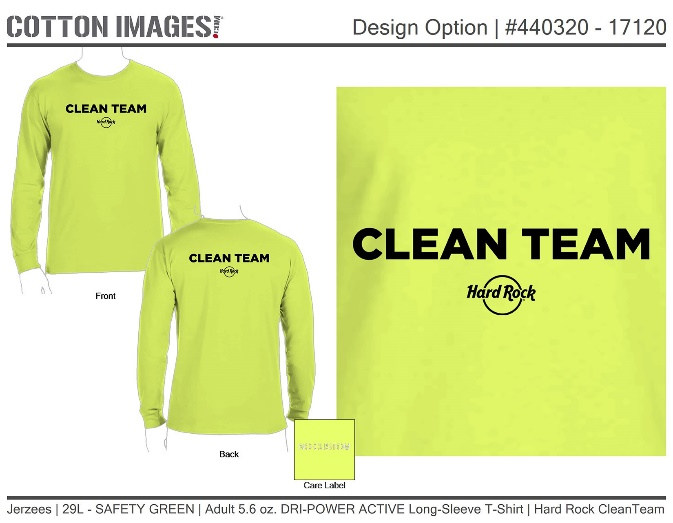 COTTON IMAGES!
Design Option | #440320 - 17120
CLEAN TEAM
Hard Rock
Front
CLEAN TEAM
Hard Rock
Back
CLEAN TEAM
Hard Rock
Care Label
Jerzees | 29L - SAFETY GREEN | Adult 5.6 oz. DRI-POWER ACTIVE Long-Sleeve T-Shirt | Hard Rock CleanTeam